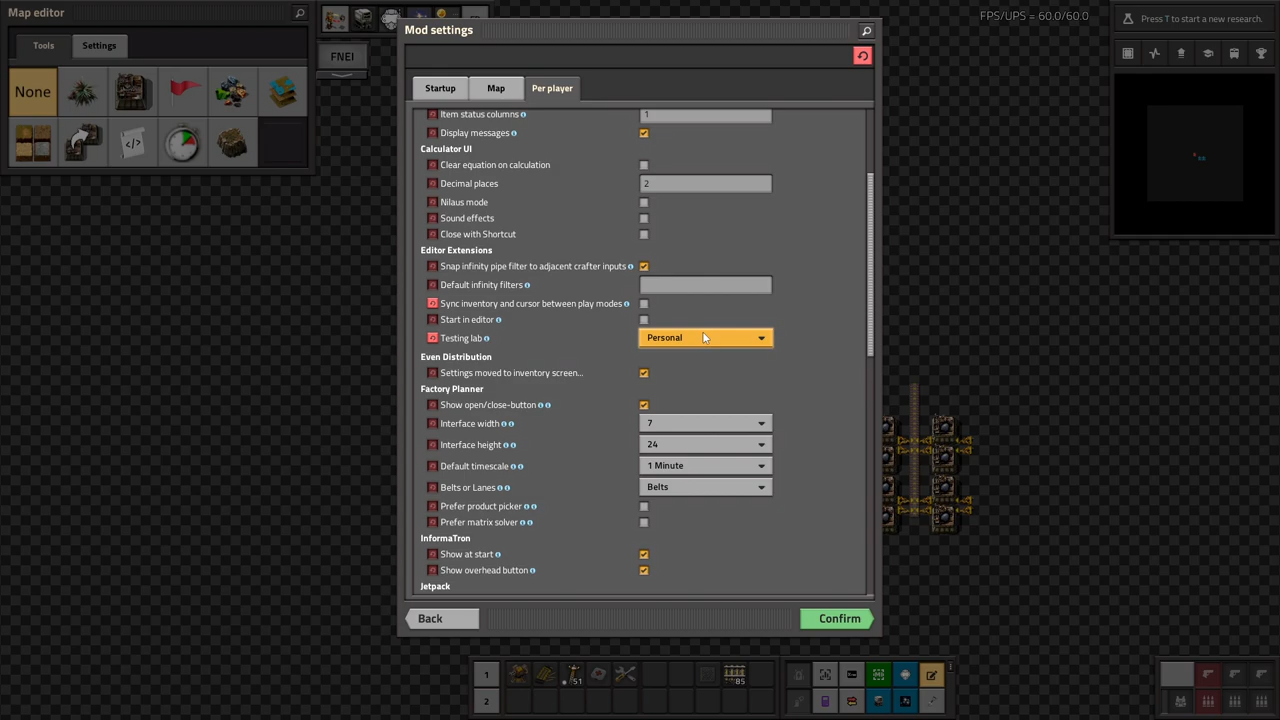 Map editor
Tools
Settings
None
FNEI
Mod settings
Startup
Map
Per player
Item status columns
1
Display messages
Calculator UI
Clear equation on calculation
Decimal places
2
Nilaus mode
Sound effects
Close with Shortcut
Editor Extensions
Snap infinity pipe filter to adjacent crafter inputs
Default infinity filters
Sync inventory and cursor between play modes
Start in editor
Testing lab
Personal
Even Distribution
Settings moved to inventory screen...
Factory Planner
Show open/close-button
Interface width
7
Interface height
24
Default timescale
1 Minute
Belts or Lanes
Belts
Prefer product picker
Prefer matrix solver
InformaTron
Show at start
Show overhead button
Jetpack
Back
Confirm
FPS/UPS = 60.0/60.0
Press T to start a new research.
1
51
85
2